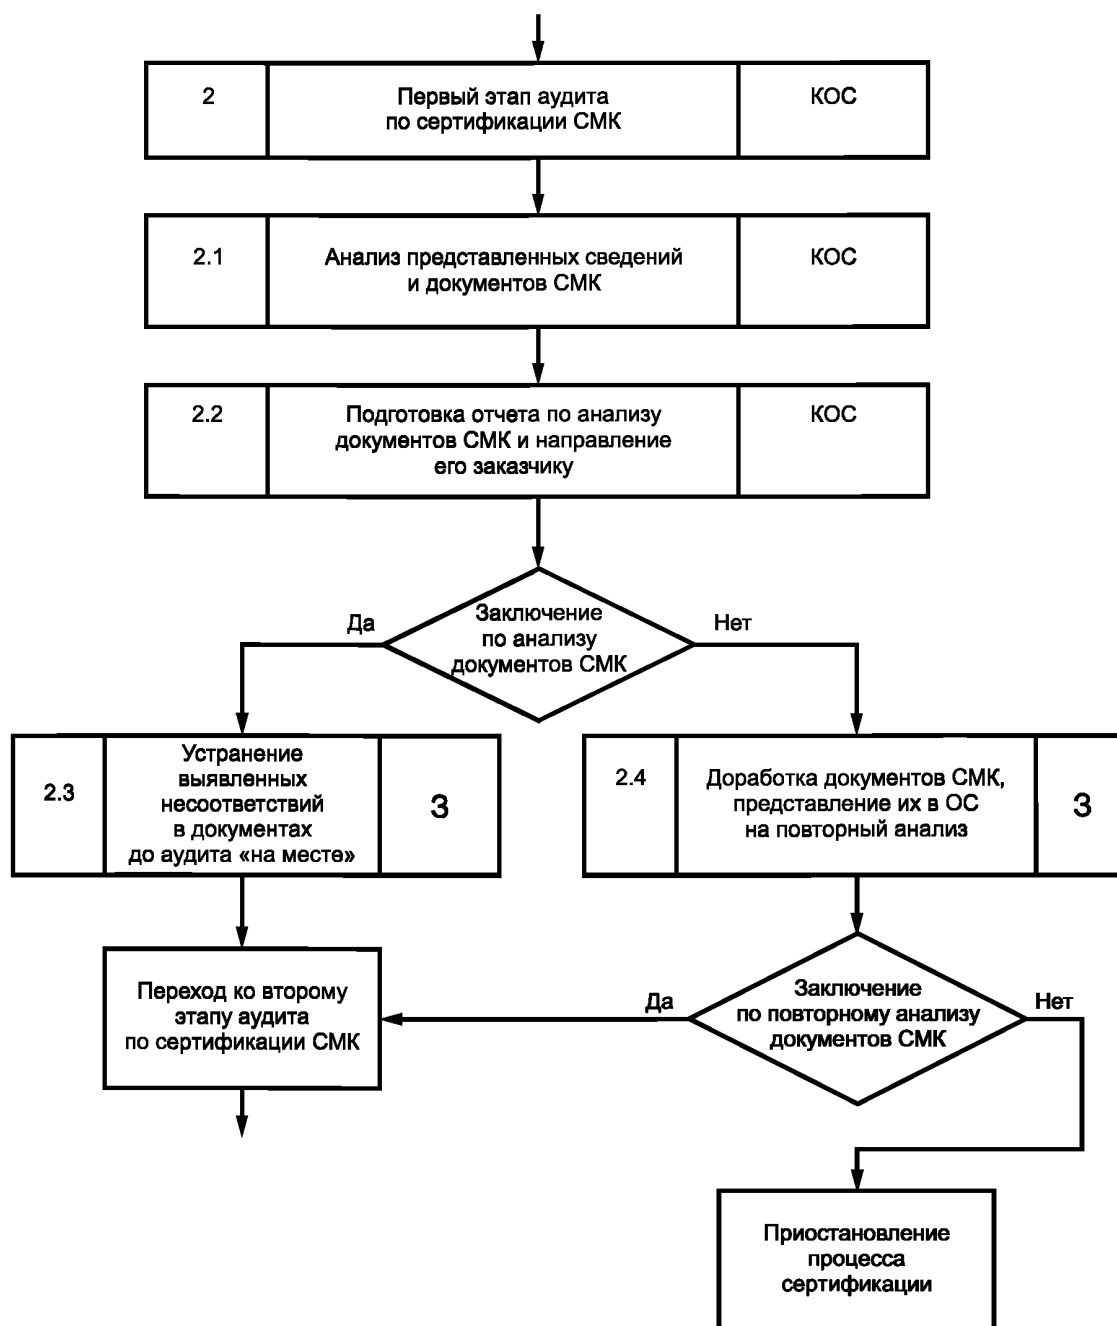 2
Первый этап аудита
по сертификации СМК
КОС
2.1
Анализ представленных сведений
и документов СМК
КОС
2.2
Подготовка отчета по анализу
документов СМК и направление
его заказчику
КОС
Заключение
по анализу
документов СМК
Да
Нет
2.3
Устранение
выявленных
несоответствий
в документах
до аудита «на месте»
З
2.4
Доработка документов СМК,
представление их в ОС
на повторный анализ
З
Переход ко второму
этапу аудита
по сертификации СМК
Да
Заключение
по повторному анализу
документов СМК
Нет
Приостановление
процесса
сертификации